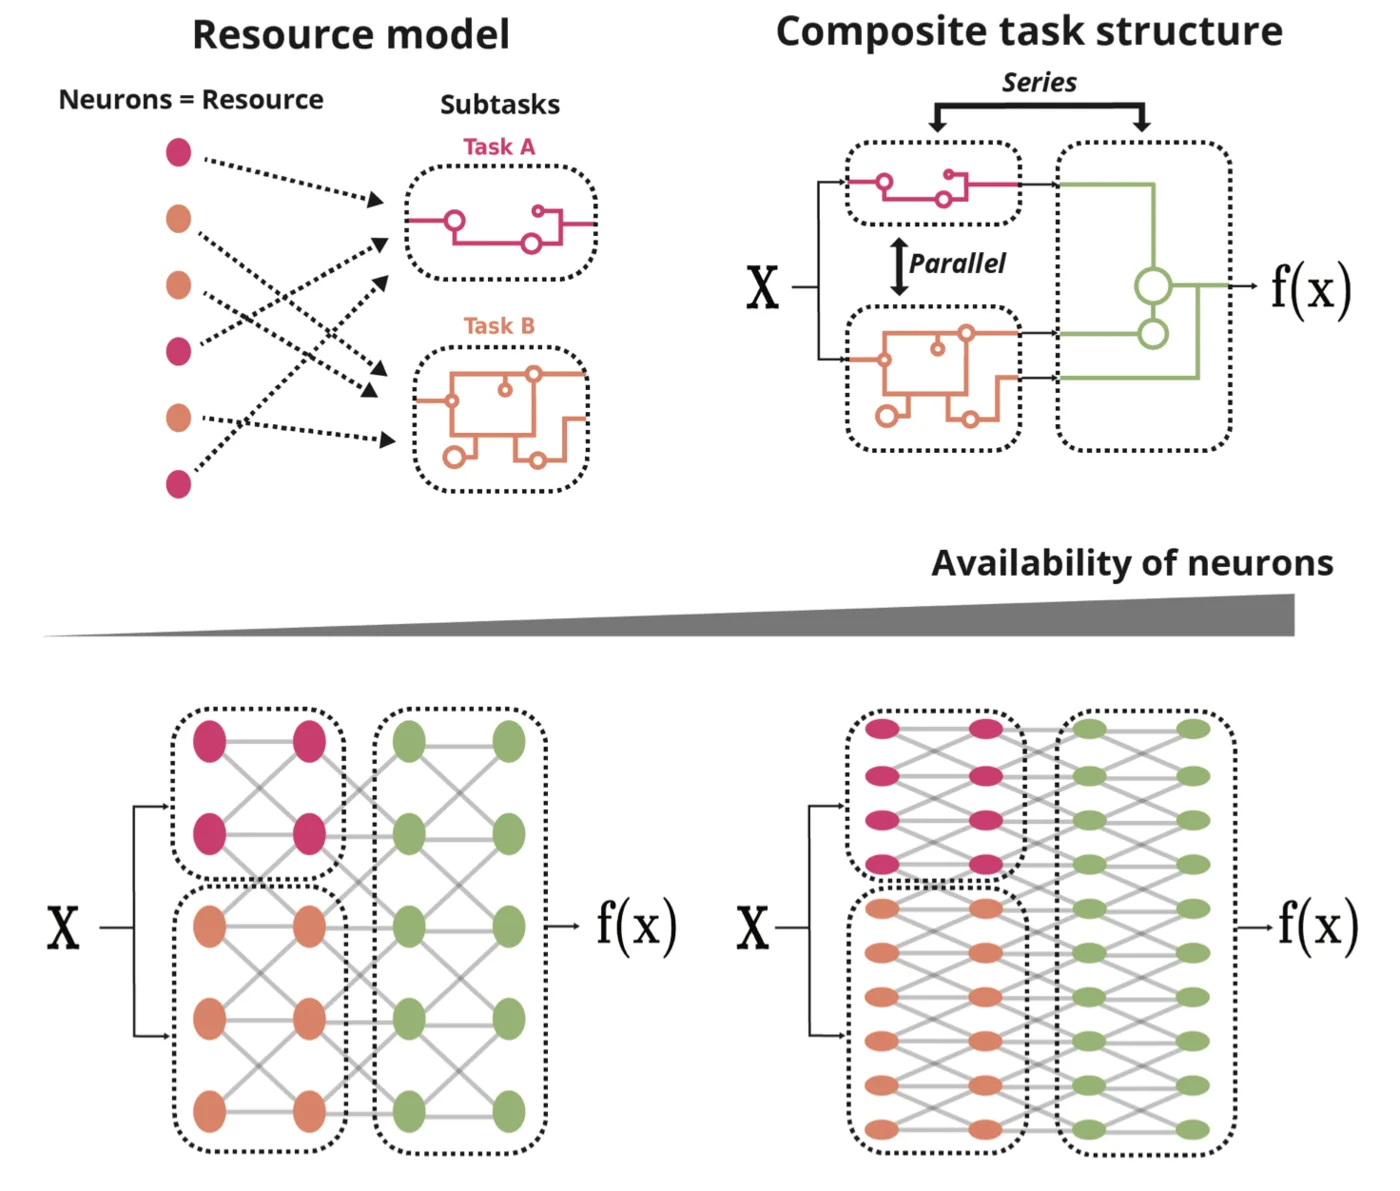 Resource model
Composite task structure
Neurons = Resource
Subtasks
Series
Task A
Parallel
X
f(x)
Task B
Availability of neurons
X
f(x)
X
f(x)